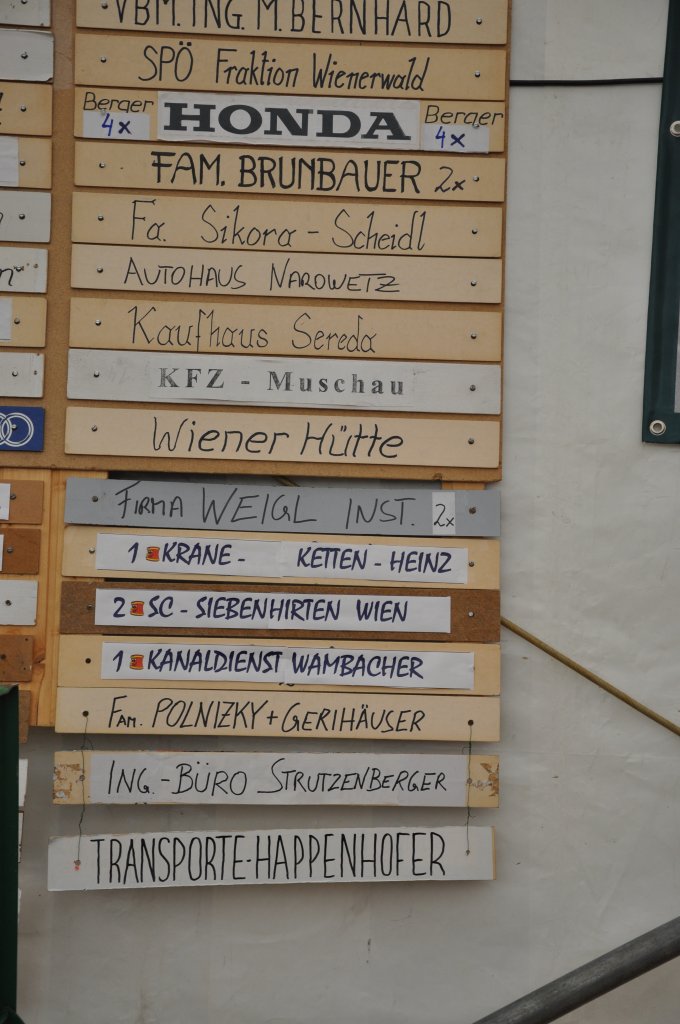 VBM. ING. M. BERNHARD
SPÖ Fraktion Wienerwald
Berger 4x HONDA Berger 4x
FAM. BRUNBAUER 2x
Fa. Sikora - Scheidl
AUTOHAUS NAROWETZ
Kaufhaus Sereda
KFZ - Muschau
Wiener Hütte
FIRMA WEIGL INST. 2x
1 KRANE - KETTEN - HEINZ
2 SC - SIEBENHIRTEN WIEN
1 KANALDIENST WAMBACHER
FAM. POLNIZKY + GERIHÄUSER
ING.-BÜRO STRUTZENBERGER
TRANSPORTE-HAPPENHOFER